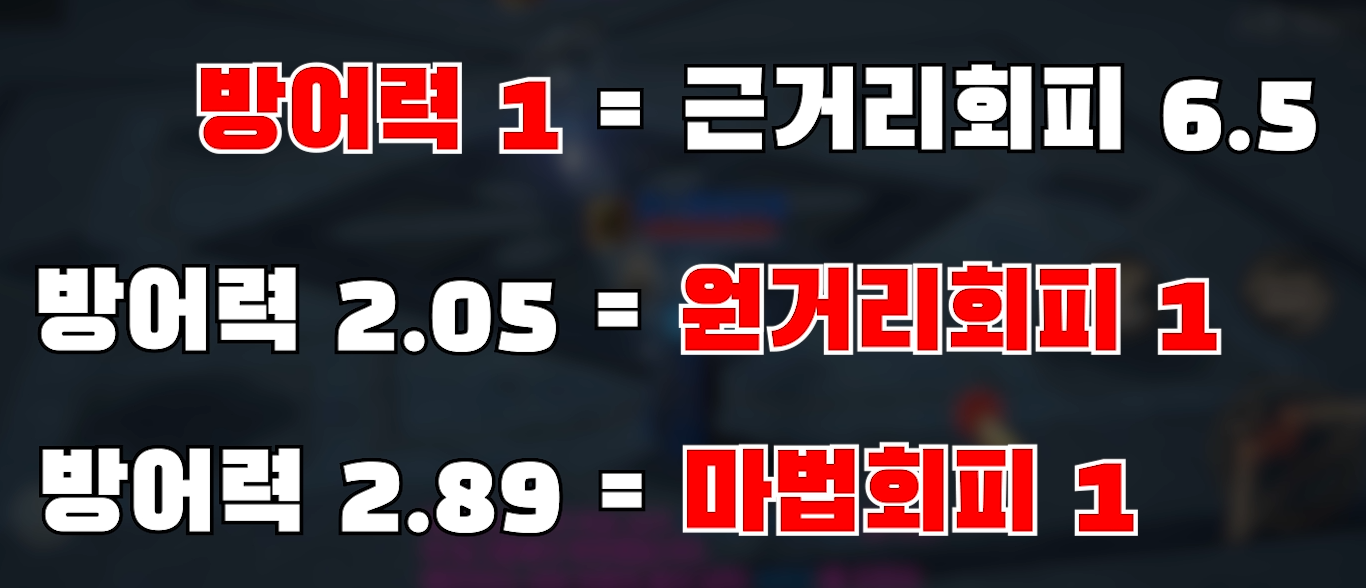 방어력 1 = 근거리회피 6.5
방어력 2.05 = 원거리회피 1
방어력 2.89 = 마법회피 1